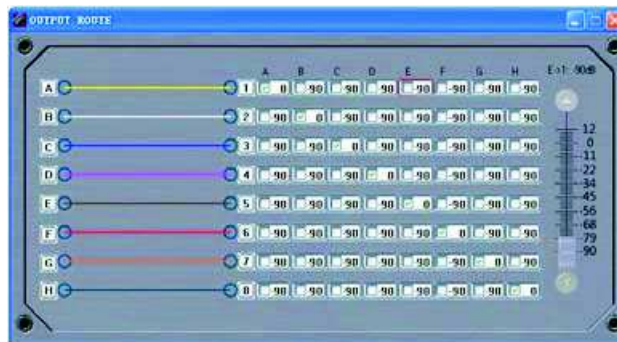 OUTPUT ROUTE
A B C D E F G H E->1: -90dB
A 1 0 -90 -90 -90 -90 -90 -90 -90
B 2 -90 0 -90 -90 -90 -90 -90 -90
C 3 -90 -90 0 -90 -90 -90 -90 -90
D 4 -90 -90 -90 0 -90 -90 -90 -90
E 5 -90 -90 -90 -90 0 -90 -90 -90
F 6 -90 -90 -90 -90 -90 0 -90 -90
G 7 -90 -90 -90 -90 -90 -90 0 -90
H 8 -90 -90 -90 -90 -90 -90 -90 0
12
0
-11
-22
-34
-45
-56
-68
-79
-90